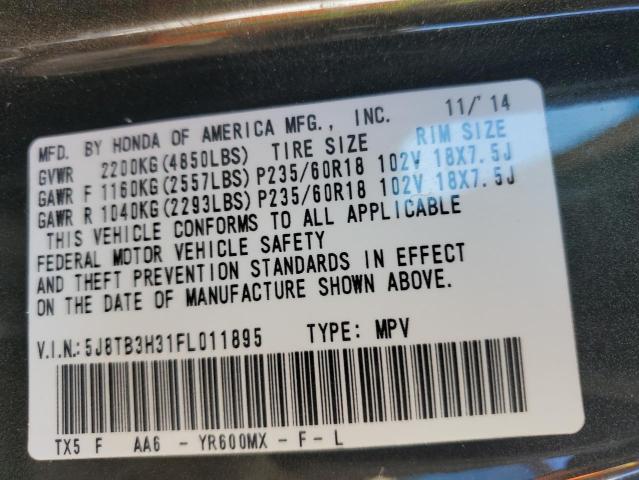 MFD. BY HONDA OF AMERICA MFG., INC. 11/'14
GVWR 2200KG(4850LBS) TIRE SIZE RIM SIZE
GAWR F 1160KG(2557LBS)P235/60R18 102V 18X7.5J
GAWR R 1040KG(2293LBS)P235/60R18 102V 18X7.5J
THIS VEHICLE CONFORMS TO ALL APPLICABLE
FEDERAL MOTOR VEHICLE SAFETY
AND THEFT PREVENTION STANDARDS IN EFFECT
ON THE DATE OF MANUFACTURE SHOWN ABOVE.
V.I.N.:5J8TB3H31FL011895 TYPE: MPV
TX5 F AA6 - YR600MX - F - L